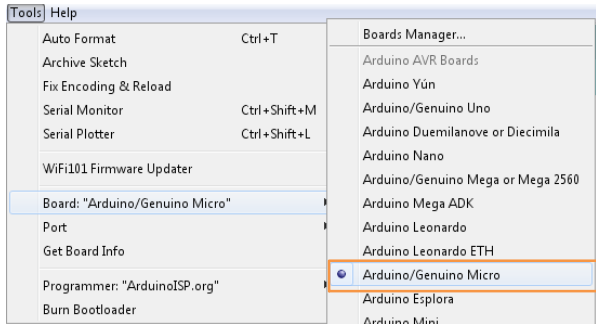 Tools Help
Auto Format Ctrl+T
Archive Sketch
Fix Encoding & Reload
Serial Monitor Ctrl+Shift+M
Serial Plotter Ctrl+Shift+L
WiFi101 Firmware Updater
Board: "Arduino/Genuino Micro"
Port
Get Board Info
Programmer: "ArduinoISP.org"
Burn Bootloader
Boards Manager...
Arduino AVR Boards
Arduino Yún
Arduino/Genuino Uno
Arduino Duemilanove or Diecimila
Arduino Nano
Arduino/Genuino Mega or Mega 2560
Arduino Mega ADK
Arduino Leonardo
Arduino Leonardo ETH
Arduino/Genuino Micro
Arduino Esplora
Arduino Mini